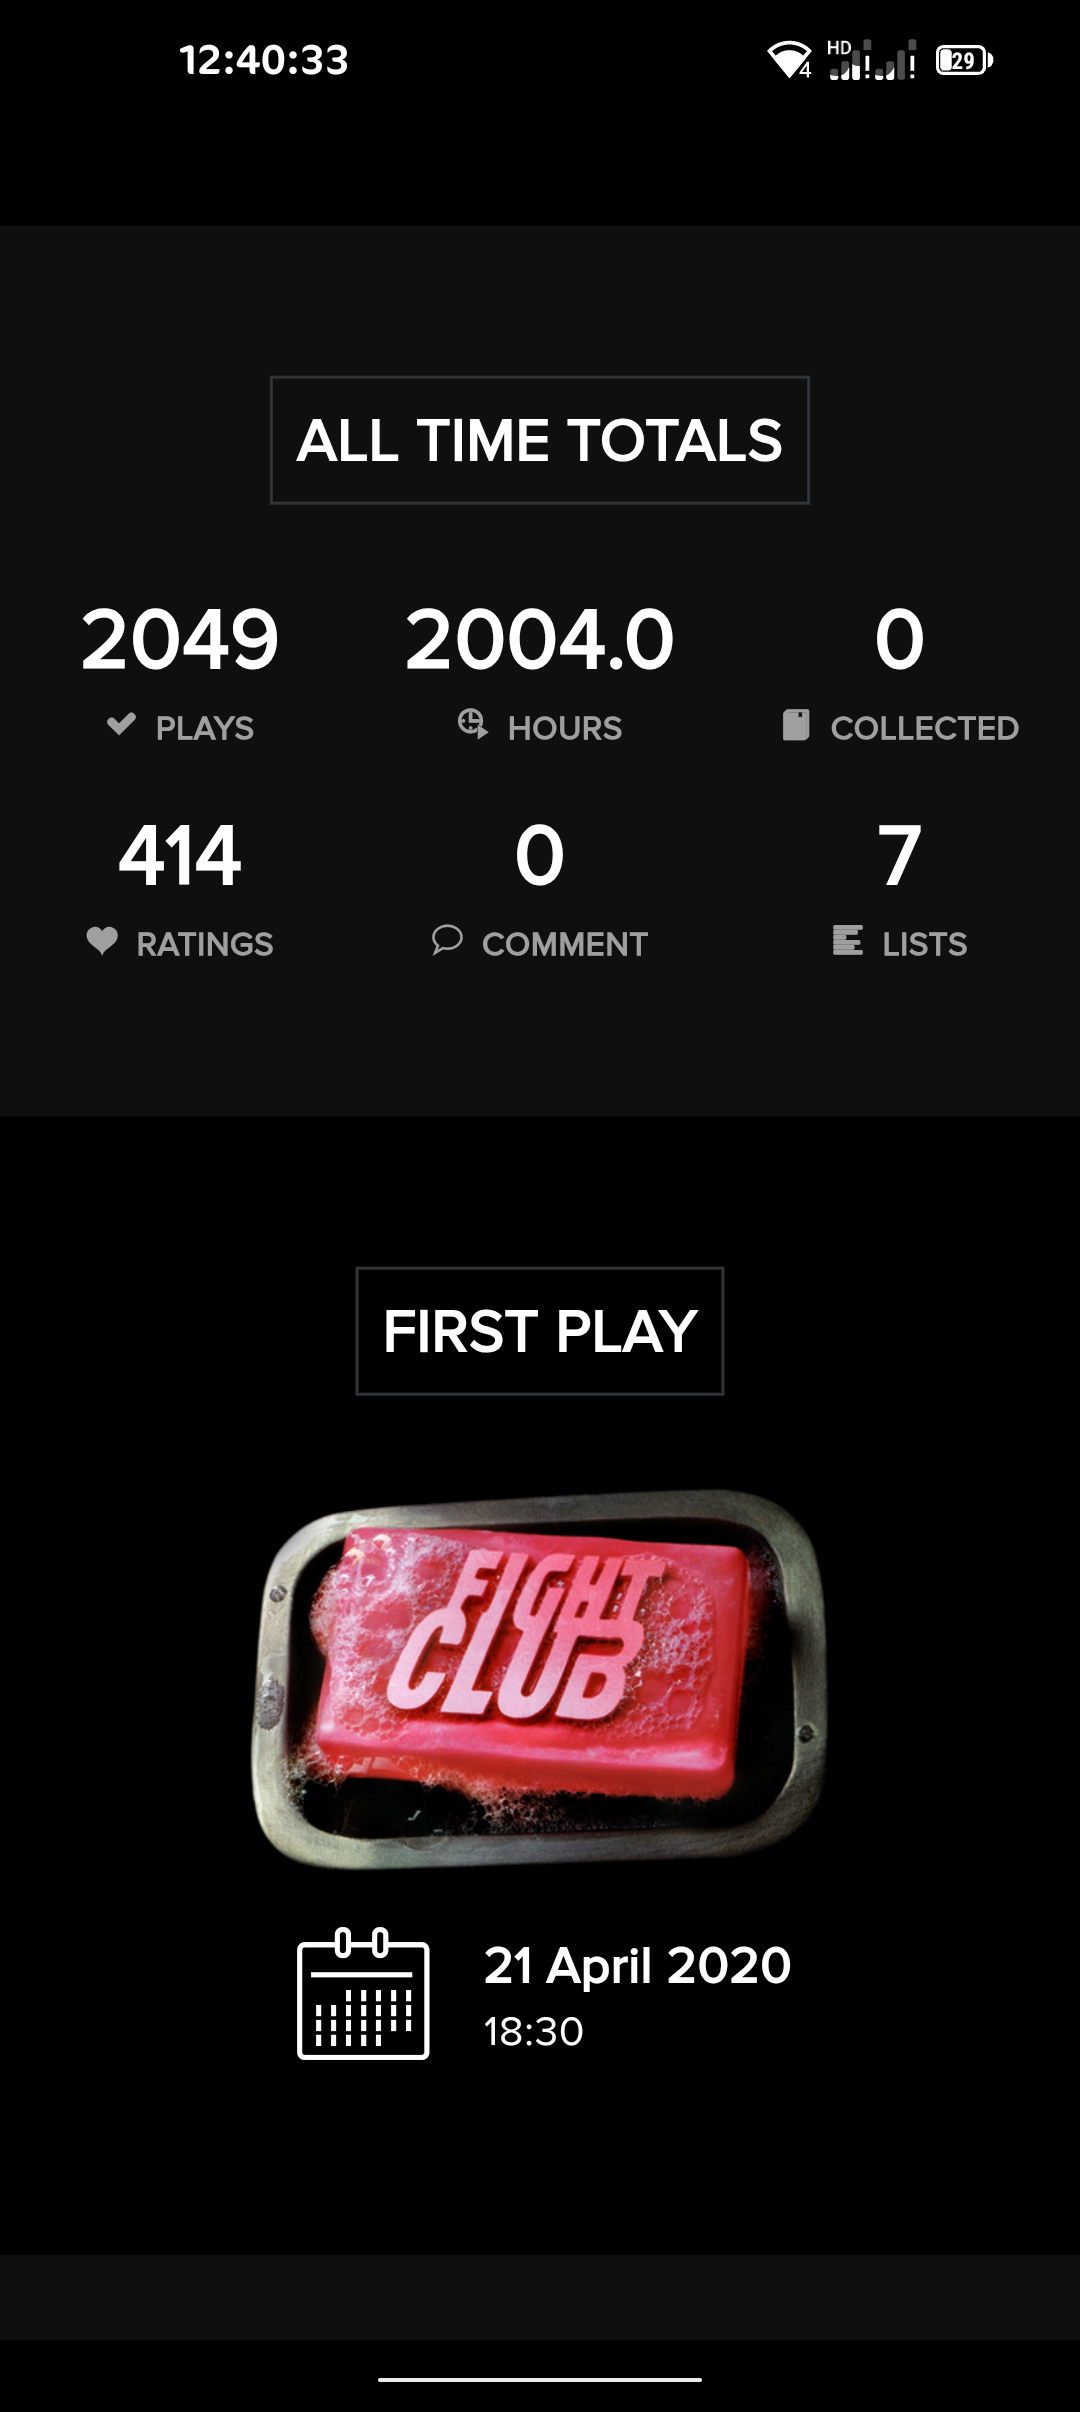 12:40:33 4 HD 29
ALL TIME TOTALS
2049 2004.0 0
PLAYS HOURS COLLECTED
414 0 7
RATINGS COMMENT LISTS
FIRST PLAY
FIGHT
CLUB
21 April 2020
18:30